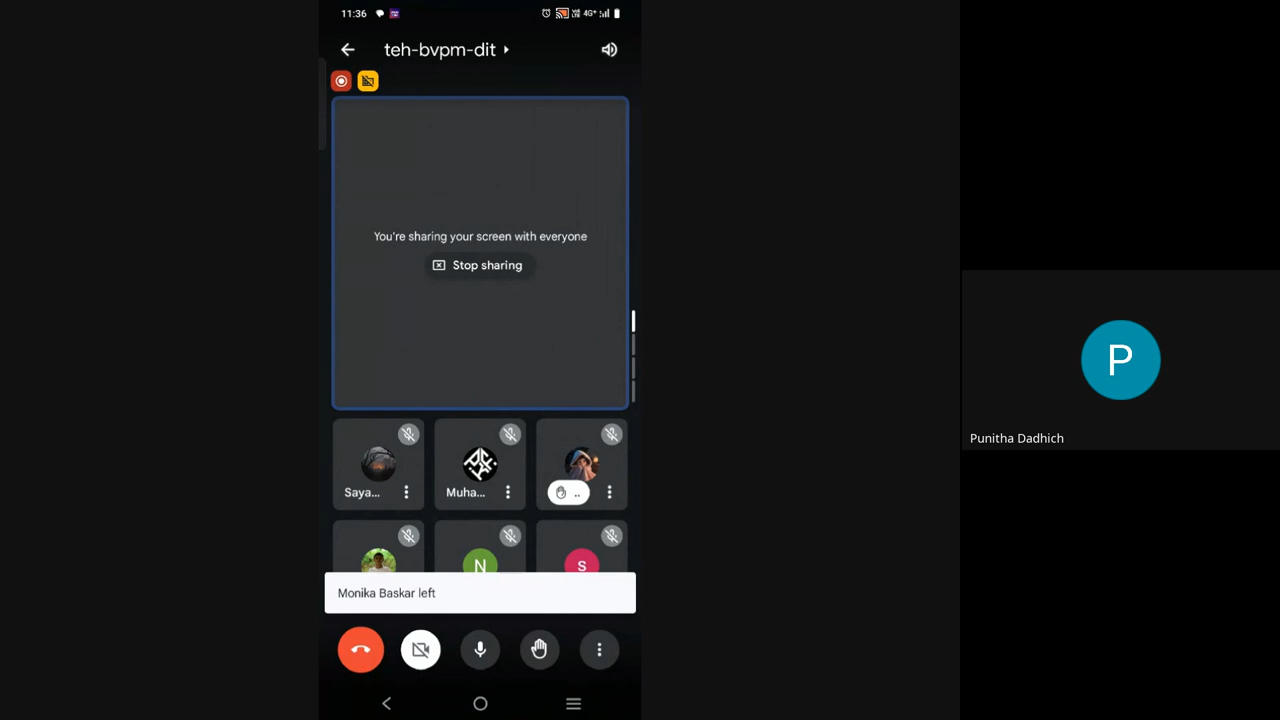 11:36
4G+
teh-bvpm-dit
You're sharing your screen with everyone
Stop sharing
Saya...
Muha...
..
N
S
Monika Baskar left
P
Punitha Dadhich